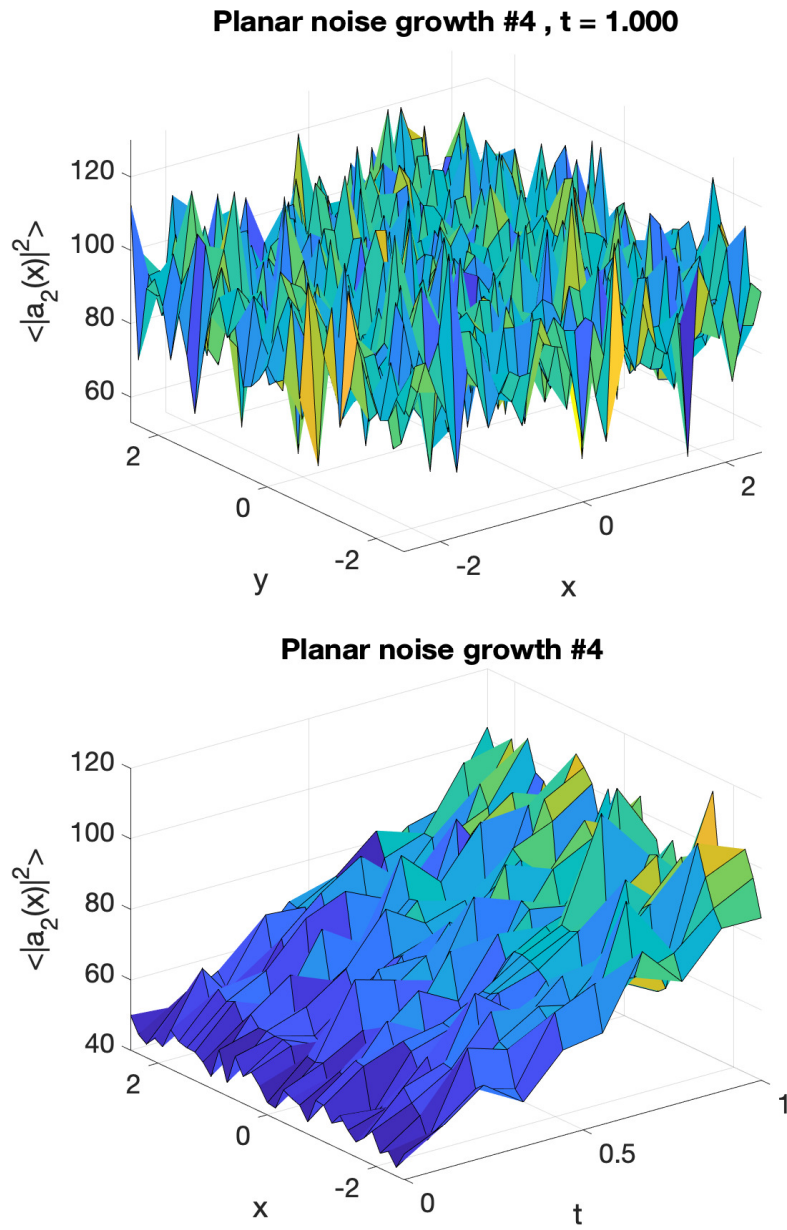 Planar noise growth #4 , t = 1.000
120
100
80
60
<|a₂(x)|²>
2
0
-2
y
-2
0
2
x
Planar noise growth #4
120
100
80
60
40
<|a₂(x)|²>
2
0
-2
x
0
0.5
1
t